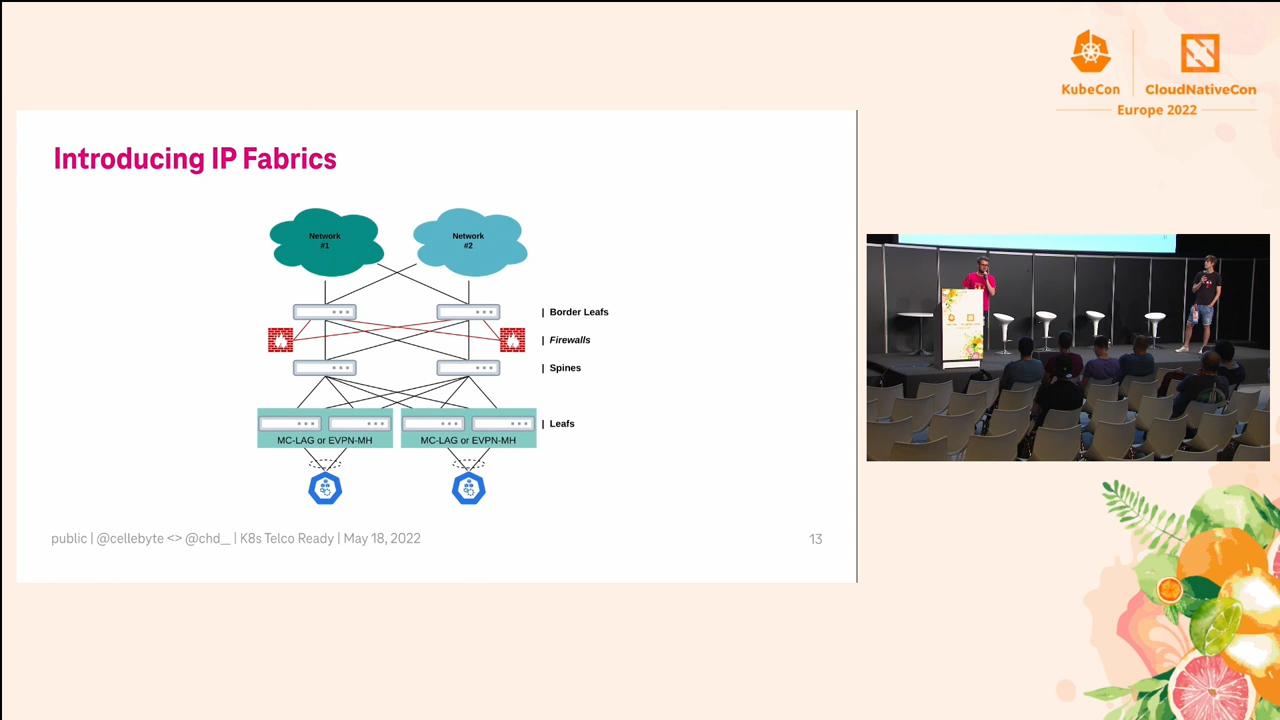 KubeCon
CloudNativeCon
Europe 2022
Introducing IP Fabrics
Network
#1
Network
#2
| Border Leafs
| Firewalls
| Spines
| Leafs
MC-LAG or EVPN-MH
MC-LAG or EVPN-MH
public | @cellebyte <> @chd_ | K8s Telco Ready | May 18, 2022
13